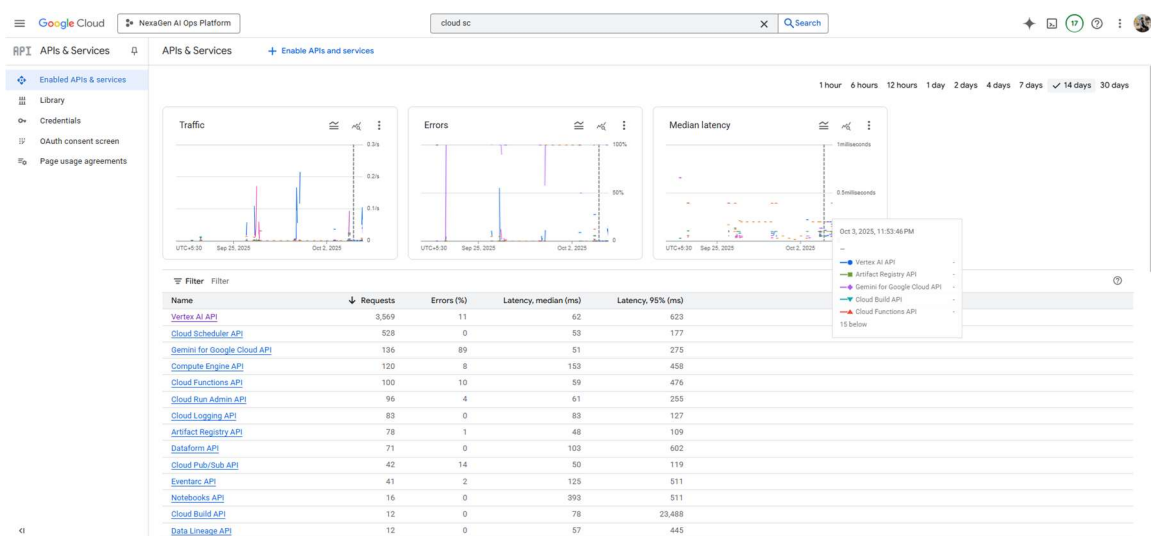 Google Cloud NexaGen AI Ops Platform cloud sc Search 17
API APIs & Services APIs & Services Enable APIs and services
Enabled APIs & services
Library
Credentials
OAuth consent screen
Page usage agreements
1 hour 6 hours 12 hours 1 day 2 days 4 days 7 days 14 days 30 days
Traffic
0.3/s
0.2/s
0.1/s
0
UTC+5:30 Sep 25, 2025 Oct 2, 2025
Errors
100%
50%
0
UTC+5:30 Sep 25, 2025 Oct 2, 2025
Median latency
1milliseconds
0.5milliseconds
UTC+5:30 Sep 25, 2025 Oct 2, 2025
Oct 3, 2025, 11:53:46 PM
–
Vertex AI API -
Artifact Registry API -
Gemini for Google Cloud API -
Cloud Build API -
Cloud Functions API -
15 below
Filter Filter
Name Requests Errors (%) Latency, median (ms) Latency, 95% (ms)
Vertex AI API 3,569 11 62 623
Cloud Scheduler API 528 0 53 177
Gemini for Google Cloud API 136 89 51 275
Compute Engine API 120 8 153 458
Cloud Functions API 100 10 59 476
Cloud Run Admin API 96 4 61 255
Cloud Logging API 83 0 83 127
Artifact Registry API 78 1 48 109
Dataform API 71 0 103 602
Cloud Pub/Sub API 42 14 50 119
Eventarc API 41 2 125 511
Notebooks API 16 0 393 511
Cloud Build API 12 0 78 23,488
Data Lineage API 12 0 57 445